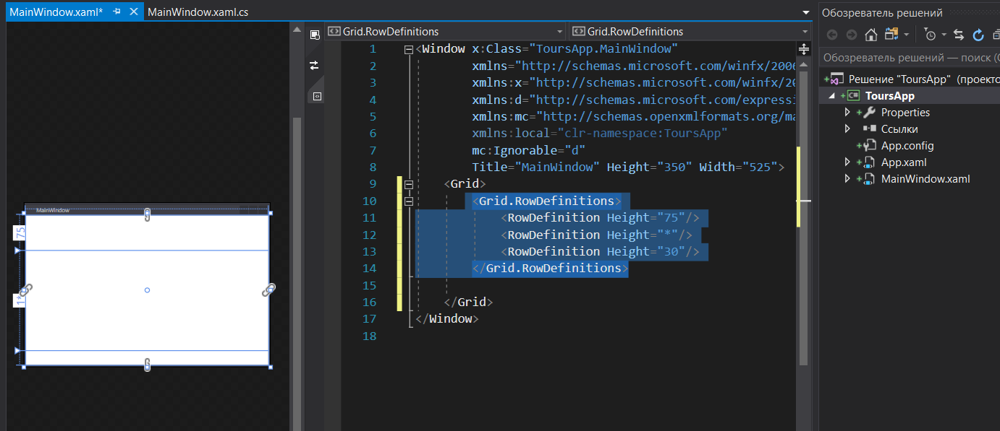 MainWindow.xaml*
MainWindow.xaml.cs
Grid.RowDefinitions
Grid.RowDefinitions
MainWindow
75
1*
1 <Window x:Class="ToursApp.MainWindow"
2 xmlns="http://schemas.microsoft.com/winfx/2006
3 xmlns:x="http://schemas.microsoft.com/winfx/20
4 xmlns:d="http://schemas.microsoft.com/expressi
5 xmlns:mc="http://schemas.openxmlformats.org/ma
6 xmlns:local="clr-namespace:ToursApp"
7 mc:Ignorable="d"
8 Title="MainWindow" Height="350" Width="525">
9 <Grid>
10 <Grid.RowDefinitions>
11 <RowDefinition Height="75"/>
12 <RowDefinition Height="*"/>
13 <RowDefinition Height="30"/>
14 </Grid.RowDefinitions>
15
16 </Grid>
17 </Window>
18
Обозреватель решений
Обозреватель решений — поиск (
Решение "ToursApp" (проекто
C# ToursApp
Properties
Ссылки
App.config
App.xaml
MainWindow.xaml